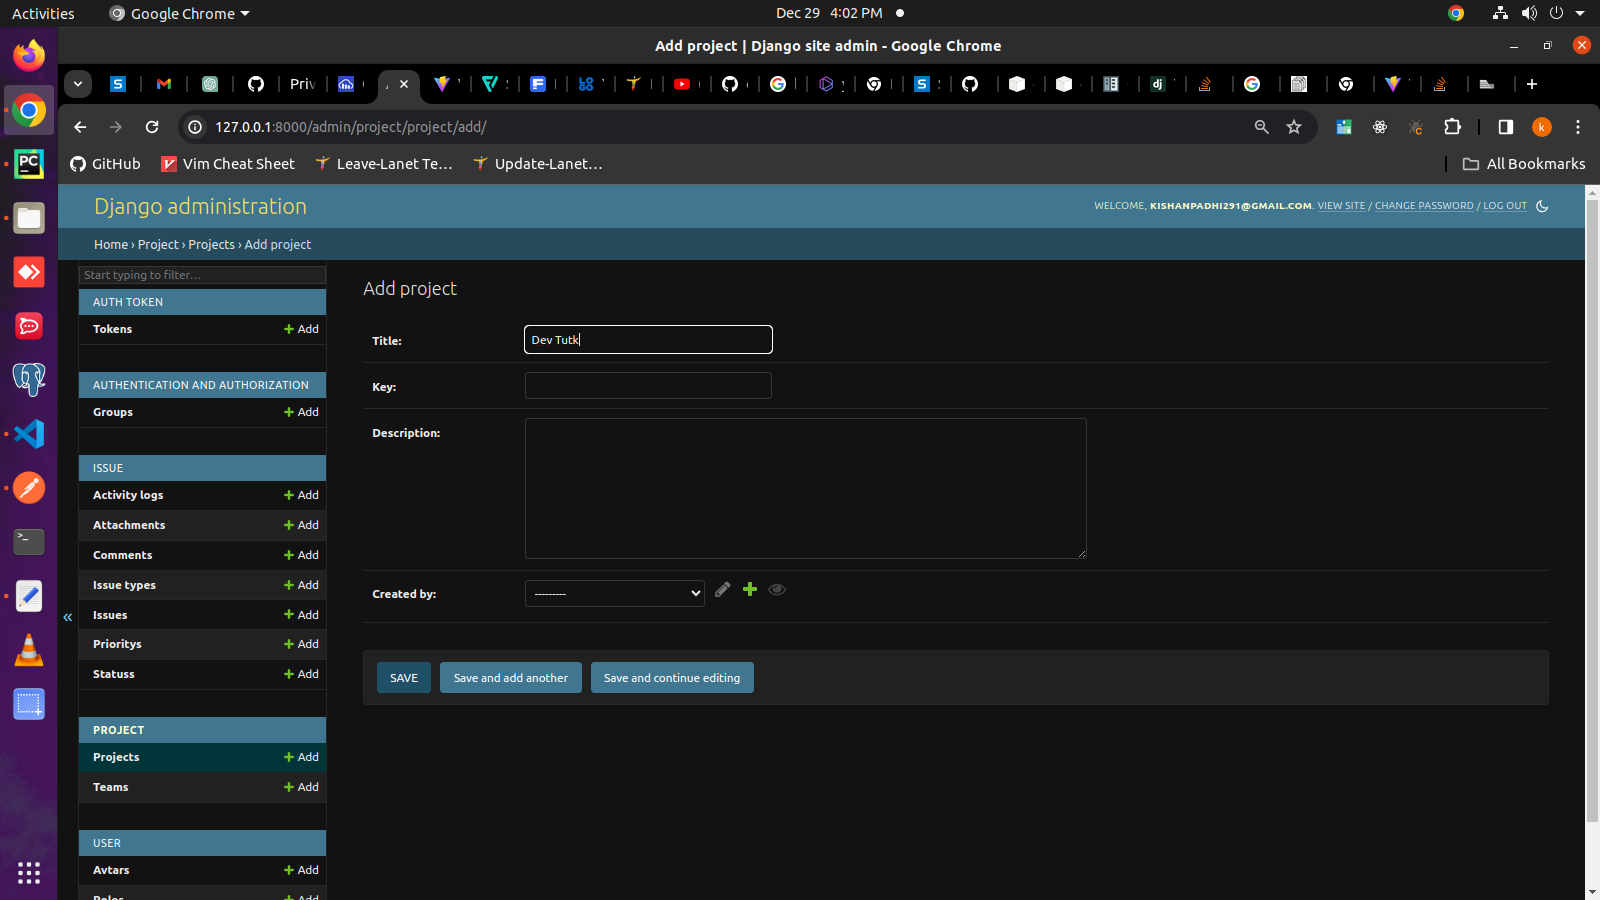 Activities
Google Chrome
Dec 29 4:02 PM
Add project | Django site admin - Google Chrome
Priv
127.0.0.1:8000/admin/project/project/add/
GitHub
Vim Cheat Sheet
Leave-Lanet Te...
Update-Lanet...
All Bookmarks
Django administration
WELCOME, KISHANPADHI291@GMAIL.COM. VIEW SITE / CHANGE PASSWORD / LOG OUT
Home › Project › Projects › Add project
Start typing to filter...
AUTH TOKEN
Tokens + Add
AUTHENTICATION AND AUTHORIZATION
Groups + Add
ISSUE
Activity logs + Add
Attachments + Add
Comments + Add
Issue types + Add
Issues + Add
Prioritys + Add
Statuss + Add
PROJECT
Projects + Add
Teams + Add
USER
Avtars + Add
Add project
Title: Dev Tutk
Key:
Description:
Created by: ---------
SAVE
Save and add another
Save and continue editing